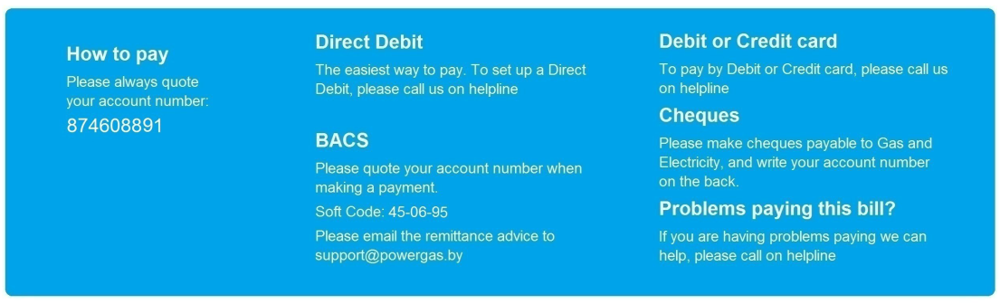 How to pay
Please always quote
your account number:
874608891
Direct Debit
The easiest way to pay. To set up a Direct
Debit, please call us on helpline
BACS
Please quote your account number when
making a payment.
Soft Code: 45-06-95
Please email the remittance advice to
support@powergas.by
Debit or Credit card
To pay by Debit or Credit card, please call us
on helpline
Cheques
Please make cheques payable to Gas and
Electricity, and write your account number
on the back.
Problems paying this bill?
If you are having problems paying we can
help, please call on helpline